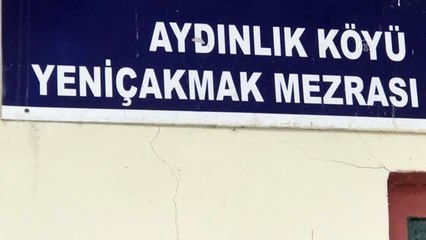 AYDINLIK KÖYÜ
YENİÇAKMAK MEZRASI